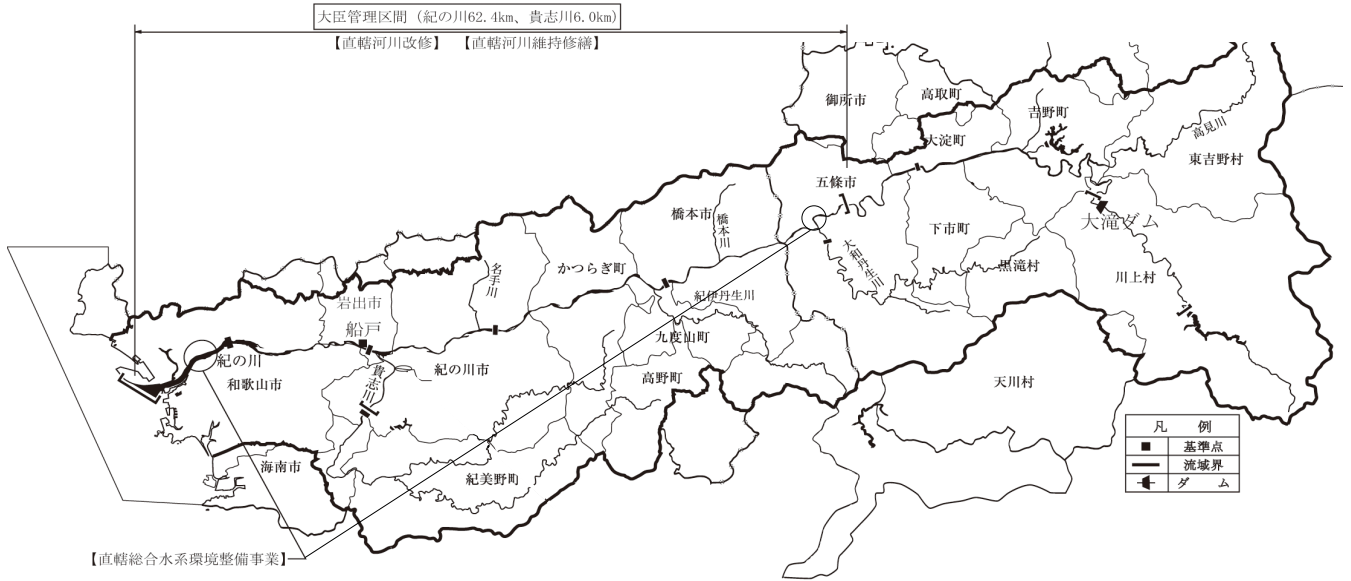 大臣管理区間（紀の川62.4km、貴志川6.0km）
【直轄河川改修】　【直轄河川維持修繕】
御所市
高取町
吉野町
大淀町
高見川
東吉野村
五條市
橋本市
橋本川
大滝ダム
下市町
大和丹生川
黒滝村
川上村
かつらぎ町
名手川
紀伊丹生川
岩出市
船戸
九度山町
紀の川
和歌山市
紀の川市
貴志川
高野町
天川村
海南市
紀美野町
凡　例
基準点
流域界
ダ　ム
【直轄総合水系環境整備事業】